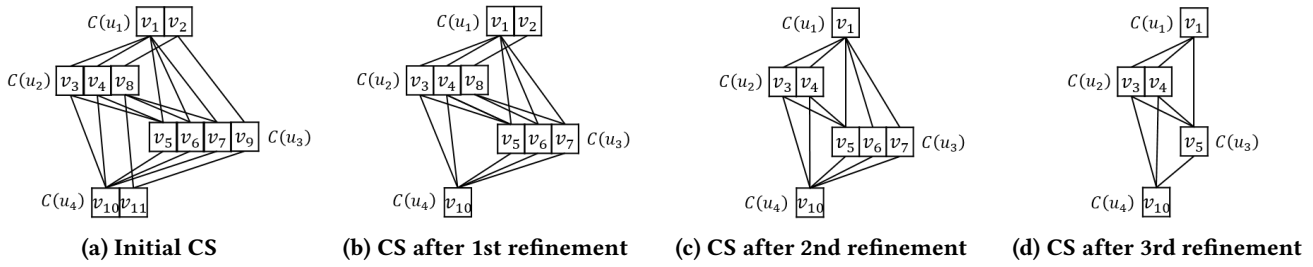 C(u₁) v₁ v₂
C(u₂) v₃ v₄ v₈
v₅ v₆ v₇ v₉ C(u₃)
C(u₄) v₁₀ v₁₁
(a) Initial CS
C(u₁) v₁ v₂
C(u₂) v₃ v₄ v₈
v₅ v₆ v₇ C(u₃)
C(u₄) v₁₀
(b) CS after 1st refinement
C(u₁) v₁
C(u₂) v₃ v₄
v₅ v₆ v₇ C(u₃)
C(u₄) v₁₀
(c) CS after 2nd refinement
C(u₁) v₁
C(u₂) v₃ v₄
v₅ C(u₃)
C(u₄) v₁₀
(d) CS after 3rd refinement